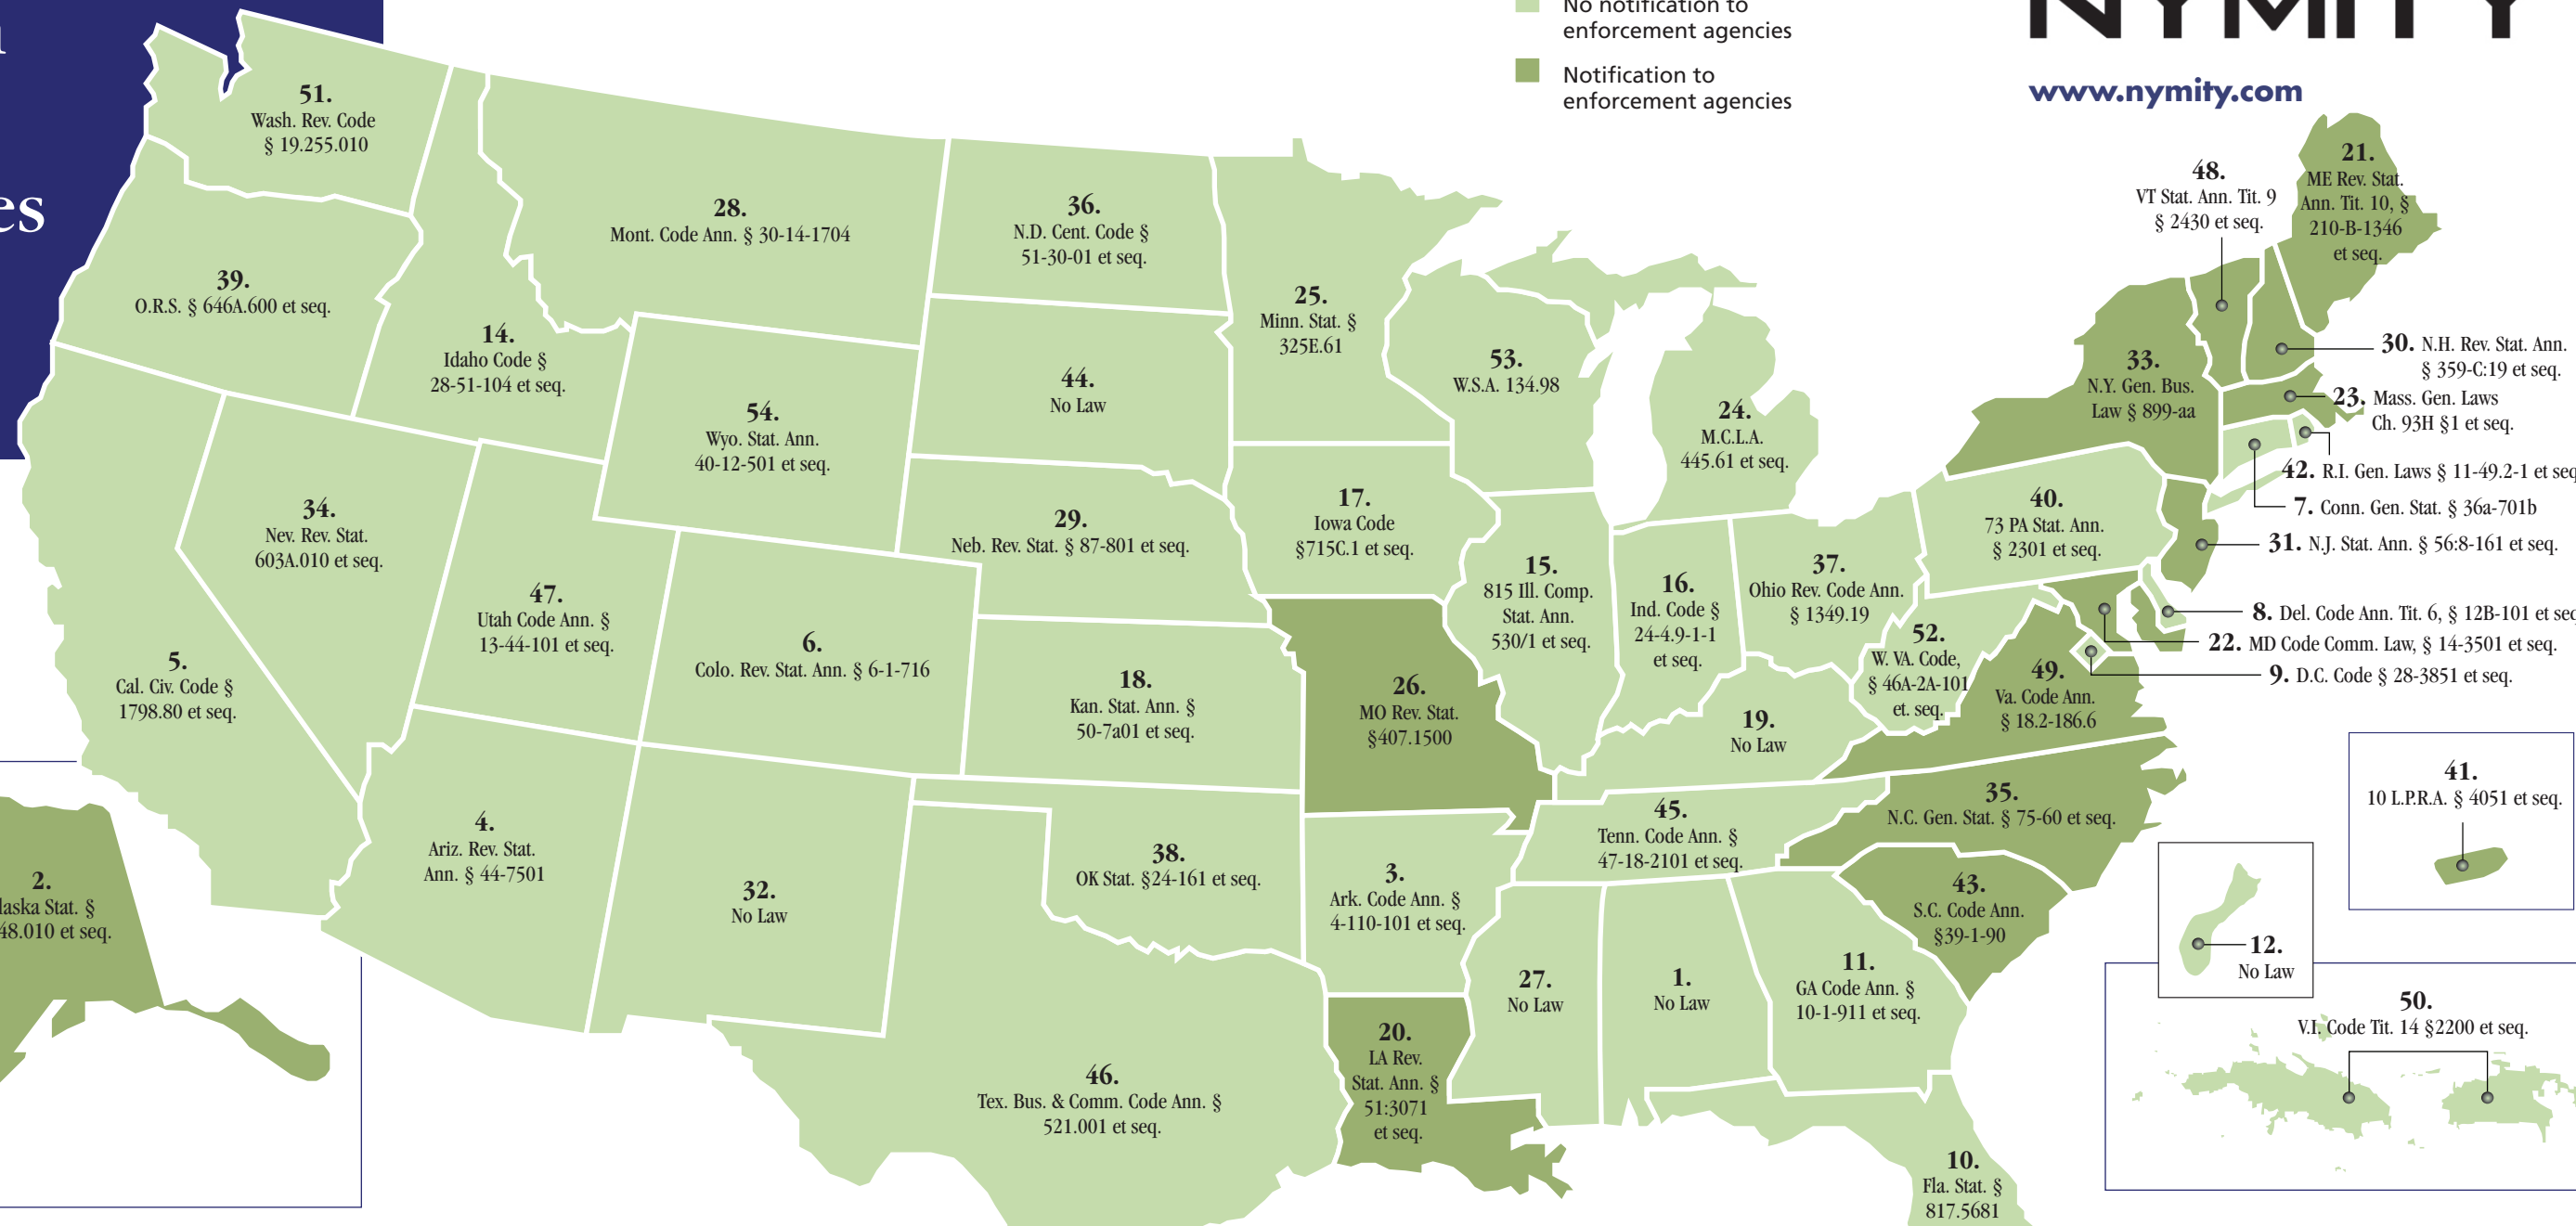 es
No notification to
enforcement agencies
Notification to
enforcement agencies
NYMITY
www.nymity.com
51.
Wash. Rev. Code
§ 19.255.010
39.
O.R.S. § 646A.600 et seq.
14.
Idaho Code §
28-51-104 et seq.
28.
Mont. Code Ann. § 30-14-1704
36.
N.D. Cent. Code §
51-30-01 et seq.
25.
Minn. Stat. §
325E.61
53.
W.S.A. 134.98
24.
M.C.L.A.
445.61 et seq.
48.
VT Stat. Ann. Tit. 9
§ 2430 et seq.
21.
ME Rev. Stat.
Ann. Tit. 10, §
210-B-1346
et seq.
33.
N.Y. Gen. Bus.
Law § 899-aa
30. N.H. Rev. Stat. Ann.
§ 359-C:19 et seq.
23. Mass. Gen. Laws
Ch. 93H §1 et seq.
42. R.I. Gen. Laws § 11-49.2-1 et seq
7. Conn. Gen. Stat. § 36a-701b
31. N.J. Stat. Ann. § 56:8-161 et seq.
8. Del. Code Ann. Tit. 6, § 12B-101 et seq
22. MD Code Comm. Law, § 14-3501 et seq.
9. D.C. Code § 28-3851 et seq.
44.
No Law
54.
Wyo. Stat. Ann.
40-12-501 et seq.
34.
Nev. Rev. Stat.
603A.010 et seq.
47.
Utah Code Ann. §
13-44-101 et seq.
5.
Cal. Civ. Code §
1798.80 et seq.
6.
Colo. Rev. Stat. Ann. § 6-1-716
29.
Neb. Rev. Stat. § 87-801 et seq.
17.
Iowa Code
§715C.1 et seq.
15.
815 Ill. Comp.
Stat. Ann.
530/1 et seq.
16.
Ind. Code §
24-4.9-1-1
et seq.
37.
Ohio Rev. Code Ann.
§ 1349.19
40.
73 PA Stat. Ann.
§ 2301 et seq.
52.
W. VA. Code,
§ 46A-2A-101
et. seq.
49.
Va. Code Ann.
§ 18.2-186.6
18.
Kan. Stat. Ann. §
50-7a01 et seq.
26.
MO Rev. Stat.
§407.1500
19.
No Law
4.
Ariz. Rev. Stat.
Ann. § 44-7501
32.
No Law
38.
OK Stat. §24-161 et seq.
3.
Ark. Code Ann. §
4-110-101 et seq.
45.
Tenn. Code Ann. §
47-18-2101 et seq.
35.
N.C. Gen. Stat. § 75-60 et seq.
43.
S.C. Code Ann.
§39-1-90
2.
laska Stat. §
48.010 et seq.
46.
Tex. Bus. & Comm. Code Ann. §
521.001 et seq.
20.
LA Rev.
Stat. Ann. §
51:3071
et seq.
27.
No Law
1.
No Law
11.
GA Code Ann. §
10-1-911 et seq.
10.
Fla. Stat. §
817.5681
41.
10 L.P.R.A. § 4051 et seq.
12.
No Law
50.
V.I. Code Tit. 14 §2200 et seq.